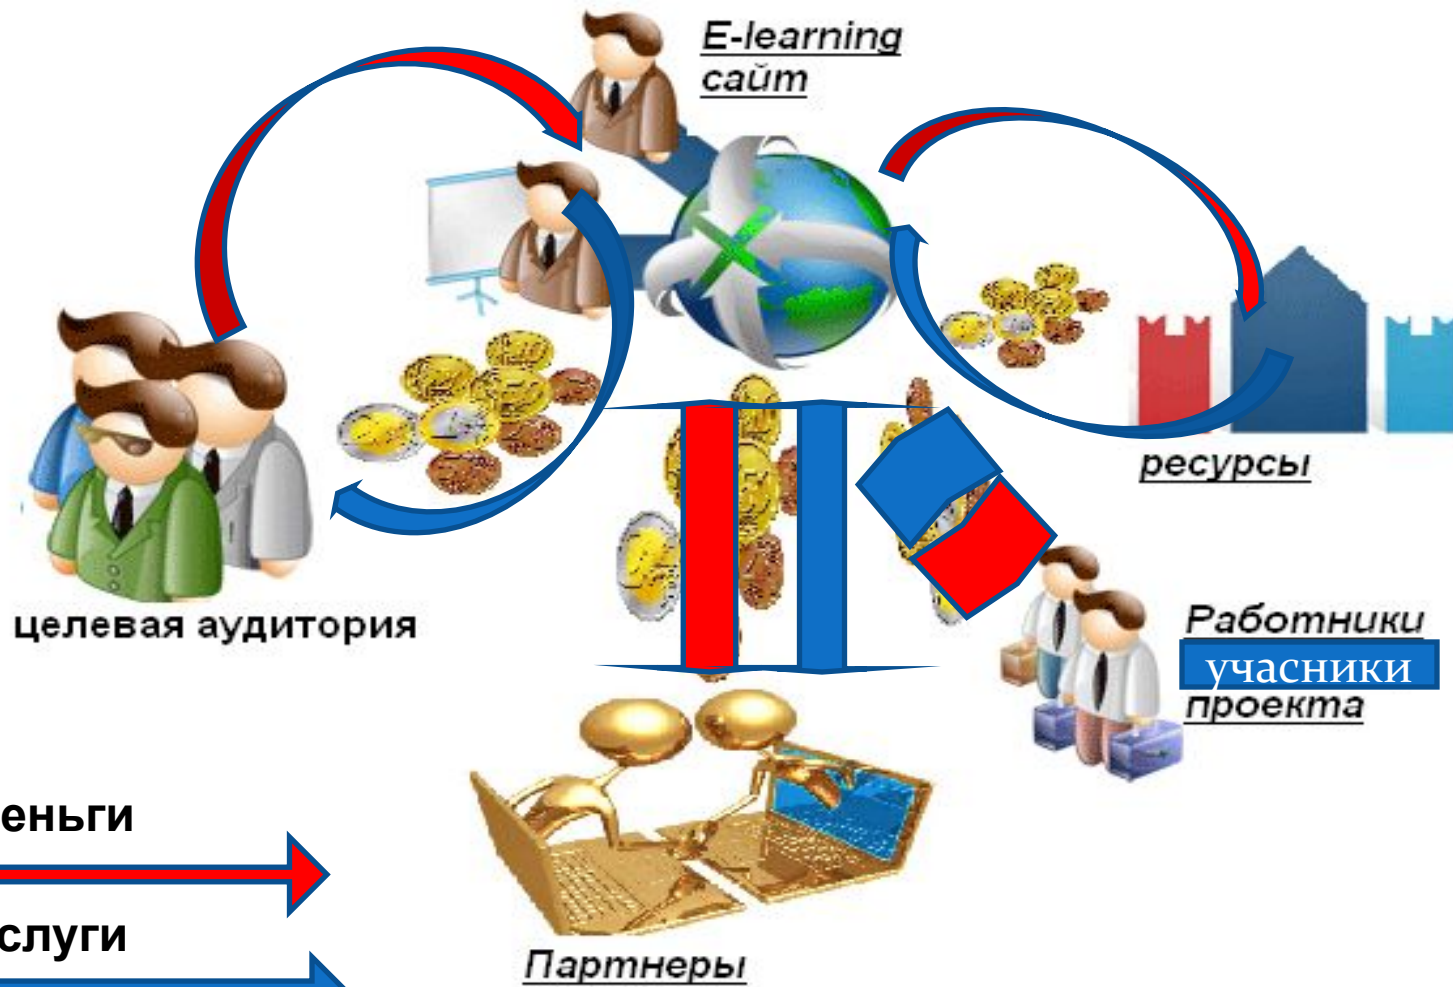 E-learning
сайт
ресурсы
целевая аудитория
Работники
учасники
проекта
еньги
слуги
Партнеры